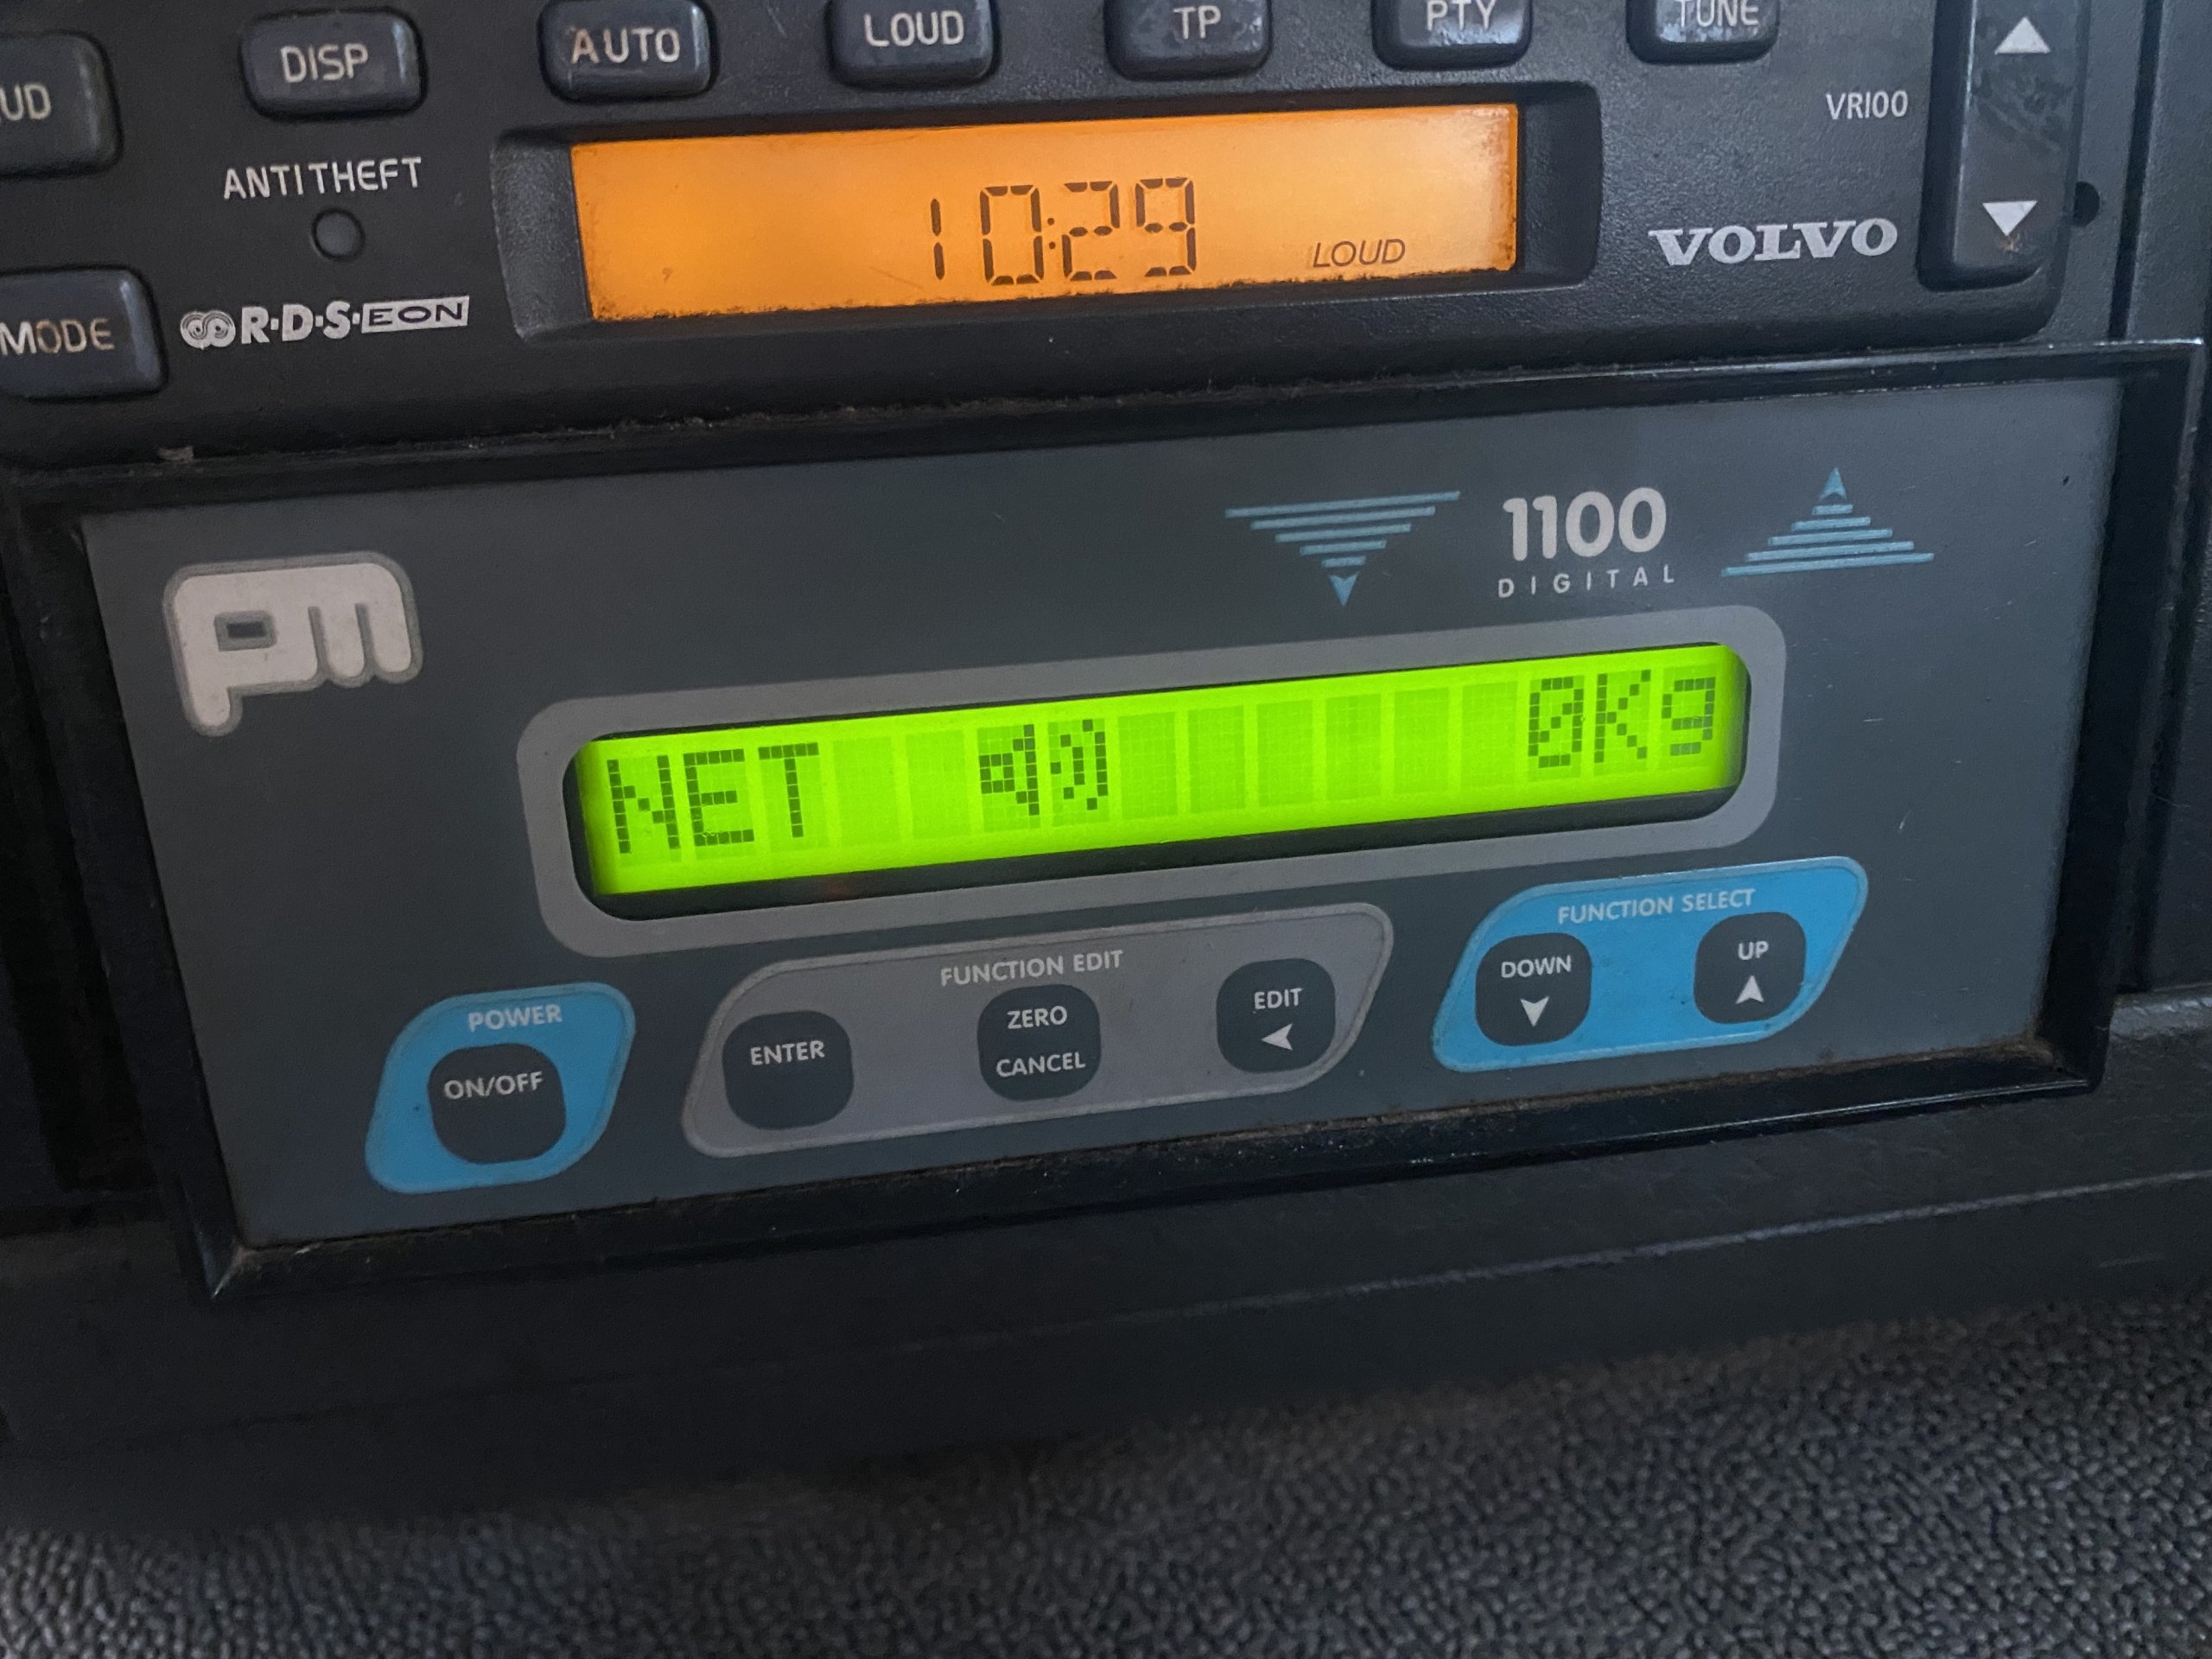 DISP AUTO LOUD TP PTY TUNE
UD
VR100
ANTITHEFT
10:29
LOUD
VOLVO
MODE
R·D·S·EON
pm
1100
DIGITAL
NET 0Kg
FUNCTION SELECT
FUNCTION EDIT
DOWN UP
POWER
ON/OFF
ENTER
ZERO
CANCEL
EDIT